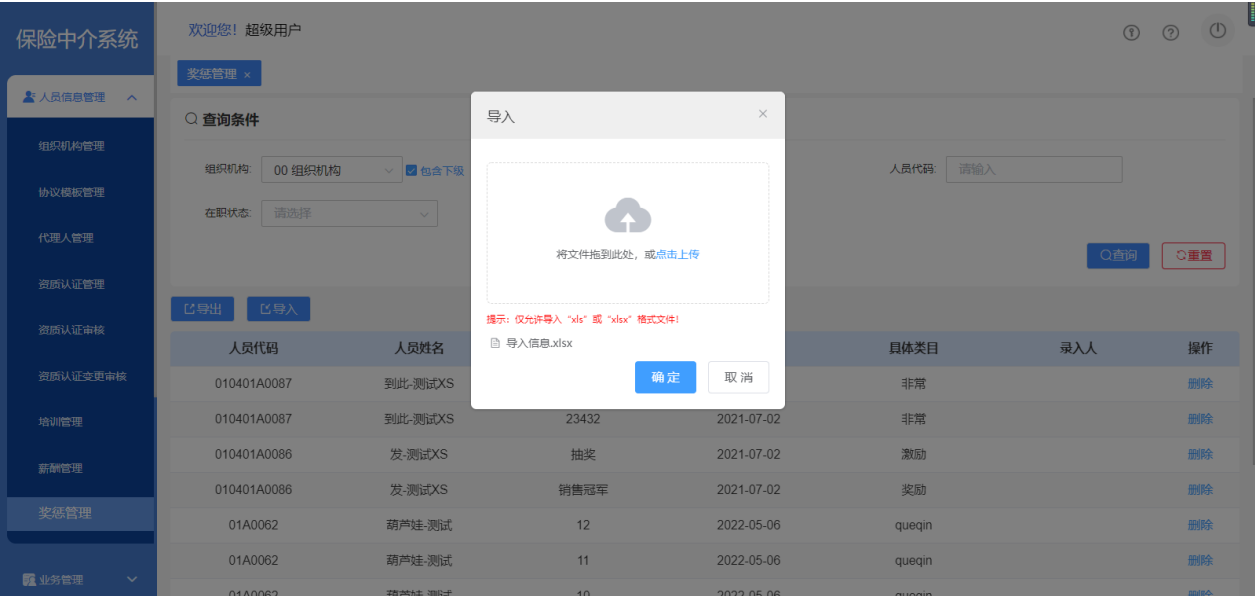 保险中介系统
欢迎您！超级用户
奖惩管理 ×
人员信息管理
组织机构管理
协议模板管理
代理人管理
资质认证管理
资质认证审核
资质认证变更审核
培训管理
薪酬管理
奖惩管理
业务管理
查询条件
组织机构: 00 组织机构 包含下级 人员代码: 请输入
在职状态: 请选择
查询 重置
导出 导入
导入 ×
将文件拖到此处，或点击上传
提示：仅允许导入“xls”或“xlsx”格式文件！
导入信息.xlsx
确定 取消
人员代码 人员姓名 具体类目 录入人 操作
010401A0087 到此-测试XS 非常 删除
010401A0087 到此-测试XS 23432 2021-07-02 非常 删除
010401A0086 发-测试XS 抽奖 2021-07-02 激励 删除
010401A0086 发-测试XS 销售冠军 2021-07-02 奖励 删除
01A0062 葫芦娃-测试 12 2022-05-06 queqin 删除
01A0062 葫芦娃-测试 11 2022-05-06 queqin 删除
01A0062 葫芦娃-测试 10 2022-05-06 queqin 删除